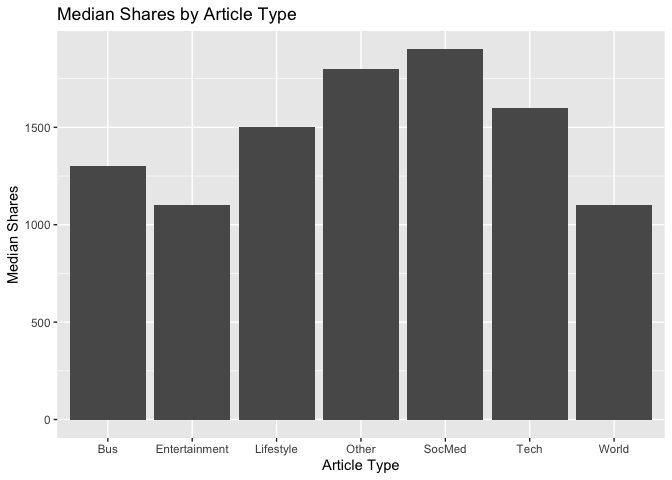 Median Shares by Article Type
Median Shares
1500
1000
500
0
Bus Entertainment Lifestyle Other SocMed Tech World
Article Type